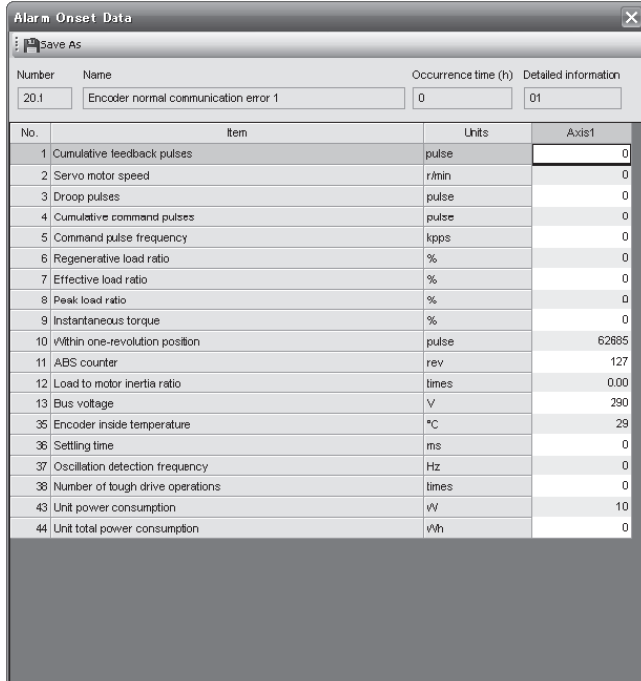 Alarm Onset Data
Save As
Number Name Occurrence time (h) Detailed information
20.1 Encoder normal communication error 1 0 01
No. Item Units Axis1
1 Cumulative feedback pulses pulse 0
2 Servo motor speed r/min 0
3 Droop pulses pulse 0
4 Cumulative command pulses pulse 0
5 Command pulse frequency kpps 0
6 Regenerative load ratio % 0
7 Effective load ratio % 0
8 Peak load ratio % 0
9 Instantaneous torque % 0
10 Within one-revolution position pulse 62685
11 ABS counter rev 127
12 Load to motor inertia ratio times 0.00
13 Bus voltage V 290
35 Encoder inside temperature °C 29
36 Settling time ms 0
37 Oscillation detection frequency Hz 0
38 Number of tough drive operations times 0
43 Unit power consumption W 10
44 Unit total power consumption Wh 0